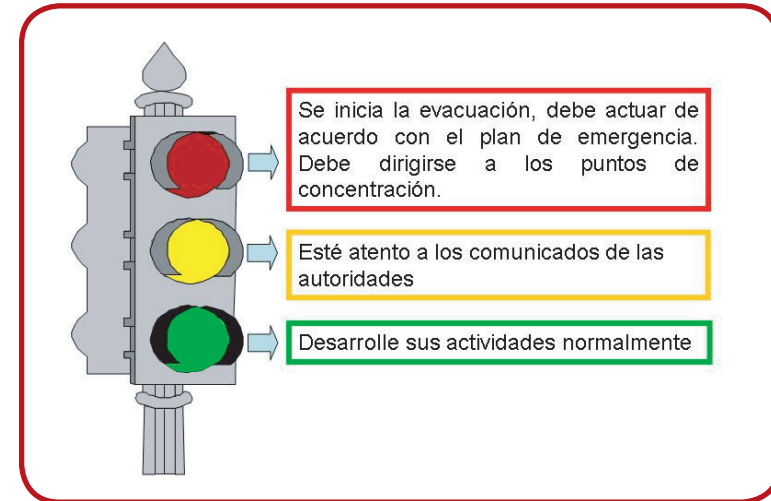 Se inicia la evacuación, debe actuar de
acuerdo con el plan de emergencia.
Debe dirigirse a los puntos de
concentración.
Esté atento a los comunicados de las
autoridades
Desarrolle sus actividades normalmente